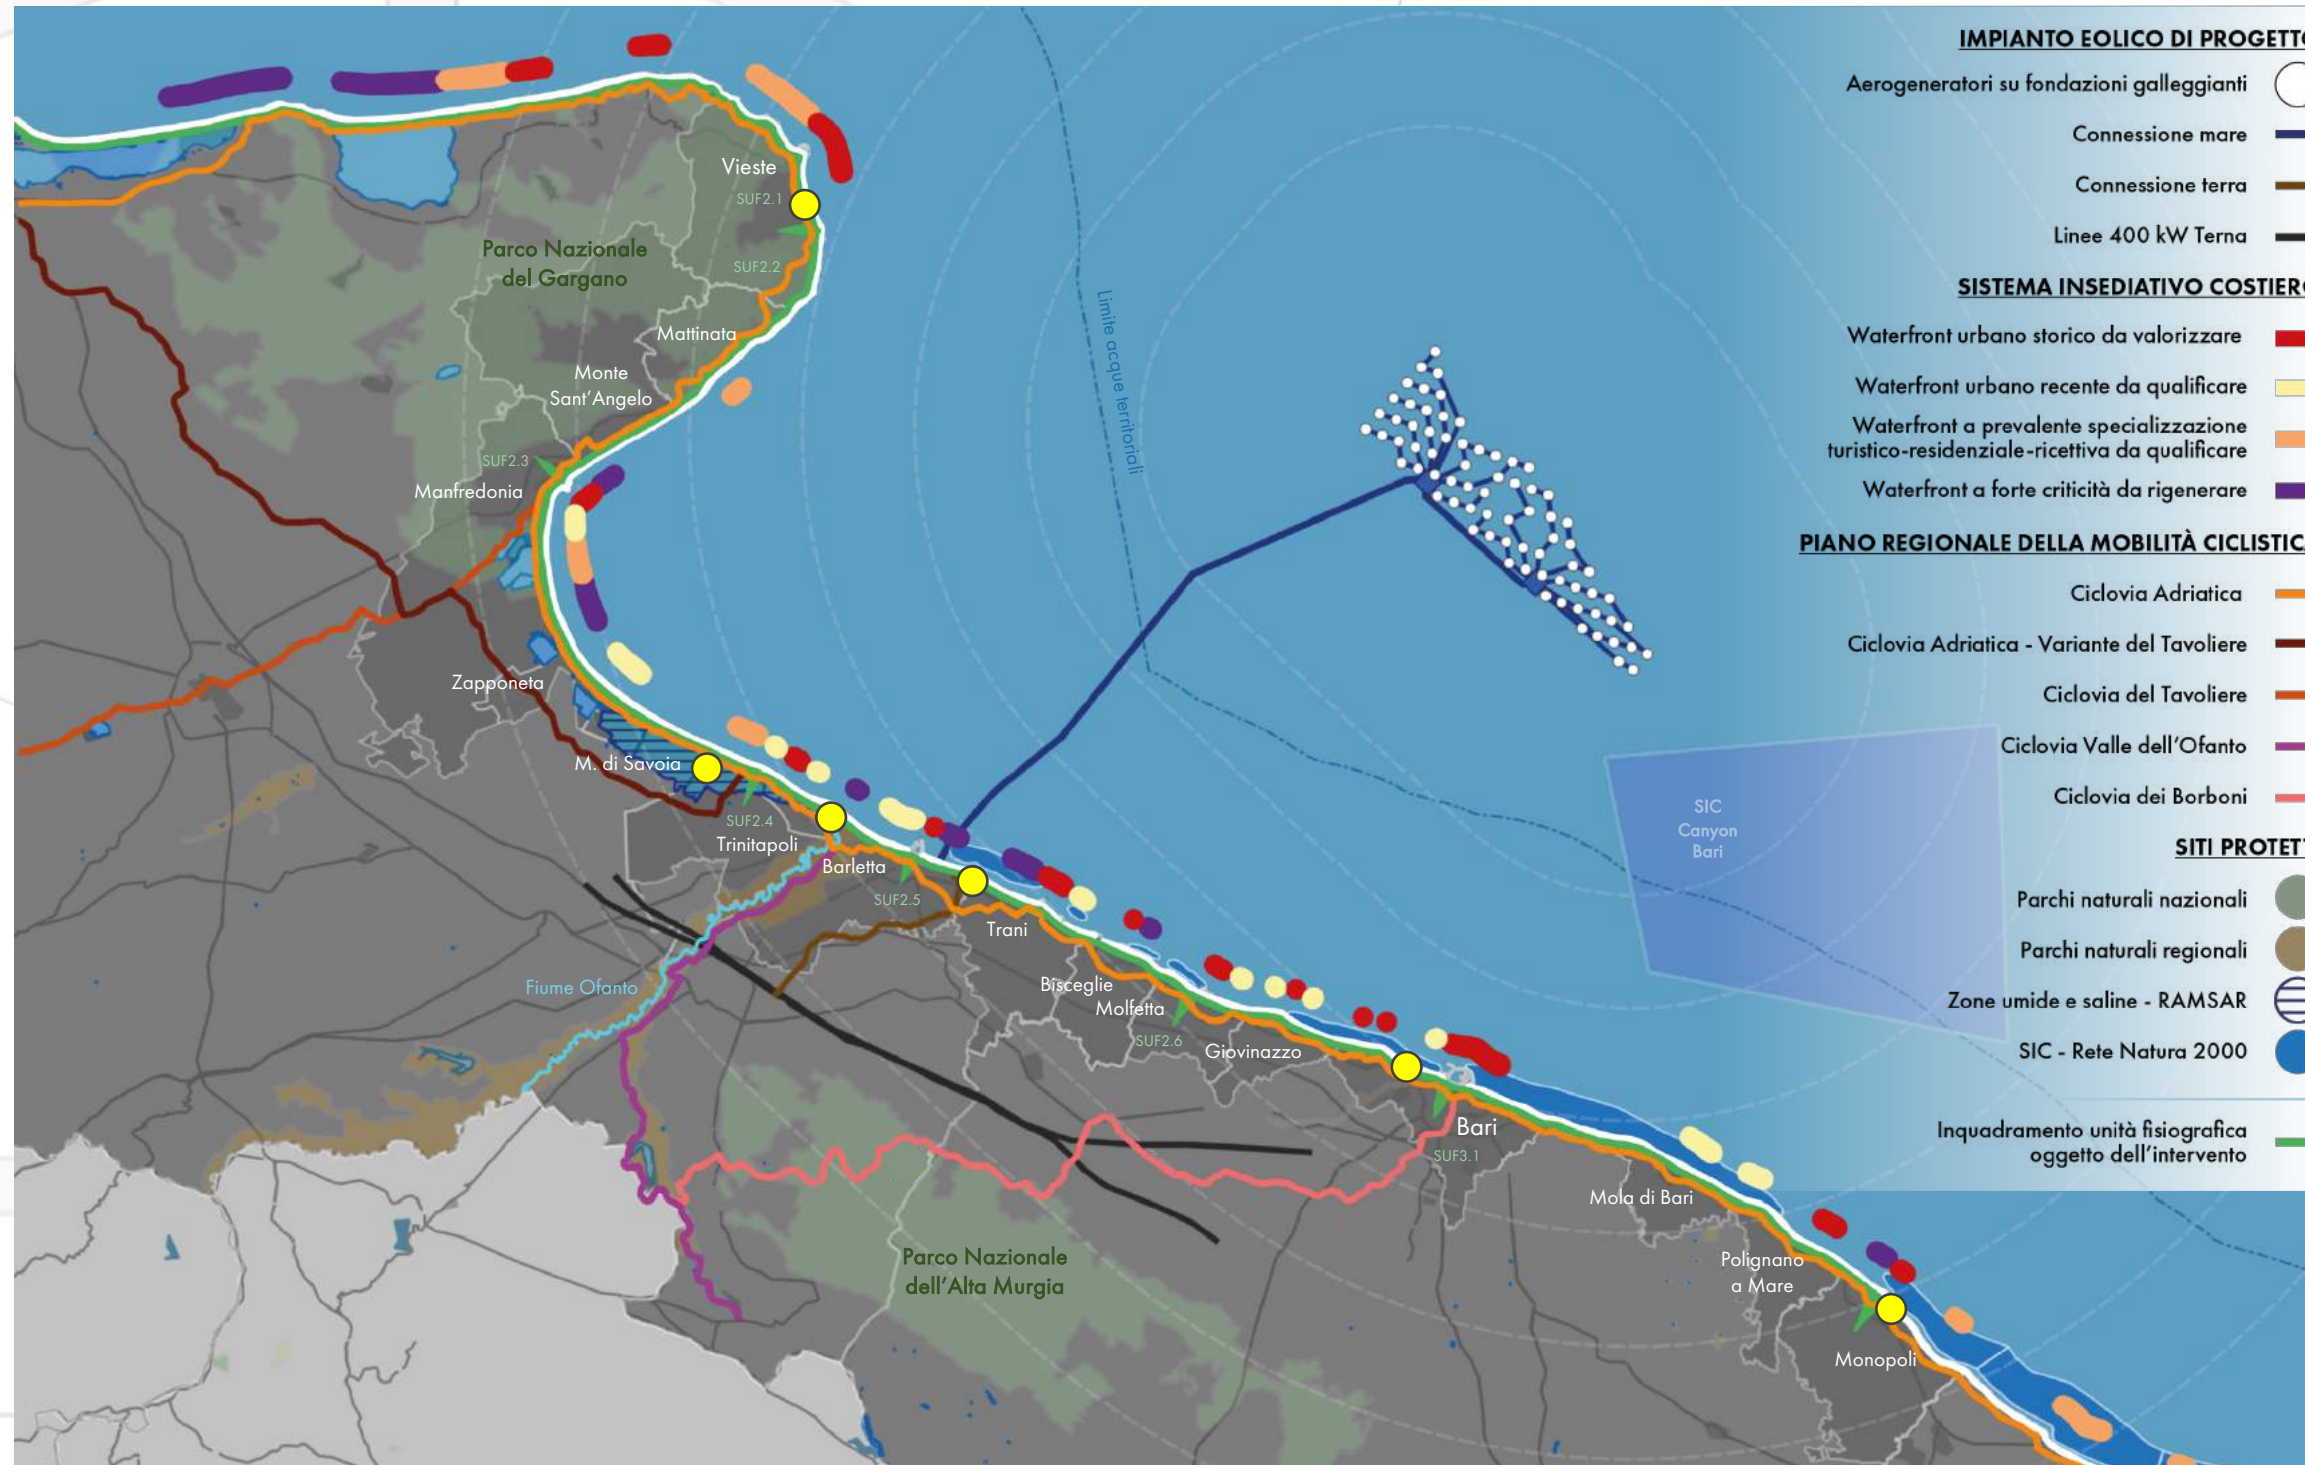 Vieste
SUF2.1
Parco Nazionale
del Gargano
SUF2.2
Mattinata
Monte
Sant'Angelo
SUF2.3
Manfredonia
Limite acque territoriali
Zapponeta
M. di Savoia
SUF2.4
Trinitapoli
Barletta
SUF2.5
Trani
Fiume Ofanto
Bisceglie
Molfetta
SUF2.6
Giovinazzo
Bari
SUF3.1
Mola di Bari
Polignano
a Mare
Monopoli
Parco Nazionale
dell'Alta Murgia
SIC
Canyon
Bari
IMPIANTO EOLICO DI PROGETTO
Aerogeneratori su fondazioni galleggianti
Connessione mare
Connessione terra
Linee 400 kW Terna
SISTEMA INSEDIATIVO COSTIERO
Waterfront urbano storico da valorizzare
Waterfront urbano recente da qualificare
Waterfront a prevalente specializzazione
turistico-residenziale-ricettiva da qualificare
Waterfront a forte criticità da rigenerare
PIANO REGIONALE DELLA MOBILITÀ CICLISTICA
Ciclovia Adriatica
Ciclovia Adriatica - Variante del Tavoliere
Ciclovia del Tavoliere
Ciclovia Valle dell'Ofanto
Ciclovia dei Borboni
SITI PROTETT
Parchi naturali nazionali
Parchi naturali regionali
Zone umide e saline - RAMSAR
SIC - Rete Natura 2000
Inquadramento unità fisiografica
oggetto dell'intervento